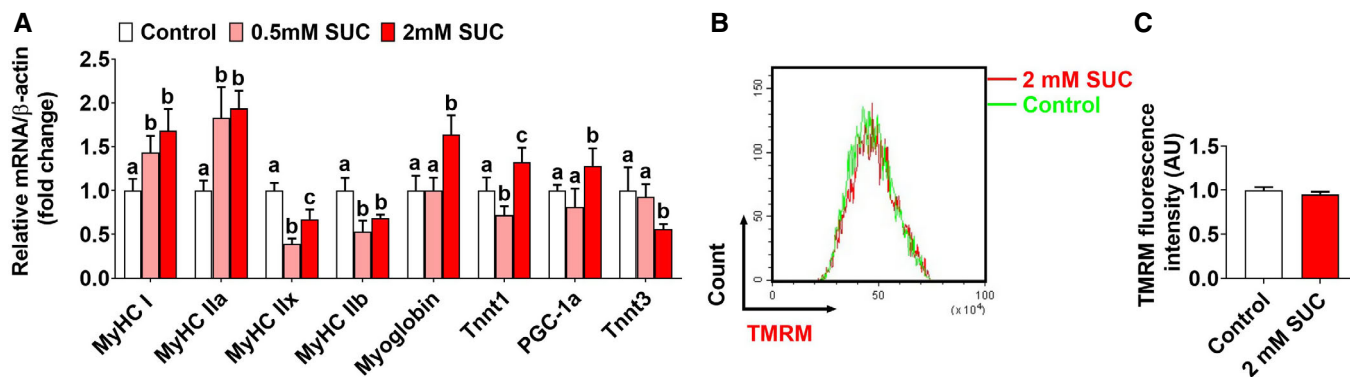 A
Control 0.5mM SUC 2mM SUC
Relative mRNA/β-actin
(fold change)
2.5
2.0
1.5
1.0
0.5
0.0
a b b a b b a b c a b b a a b a b c a a b a a b
MyHC I
MyHC IIa
MyHC IIx
MyHC IIb
Myoglobin
Tnnt1
PGC-1a
Tnnt3
B
2 mM SUC
Control
Count
150
100
50
0
0 50 100
(x 10⁴)
TMRM
C
TMRM fluorescence
intensity (AU)
1.5
1.0
0.5
0.0
Control
2 mM SUC